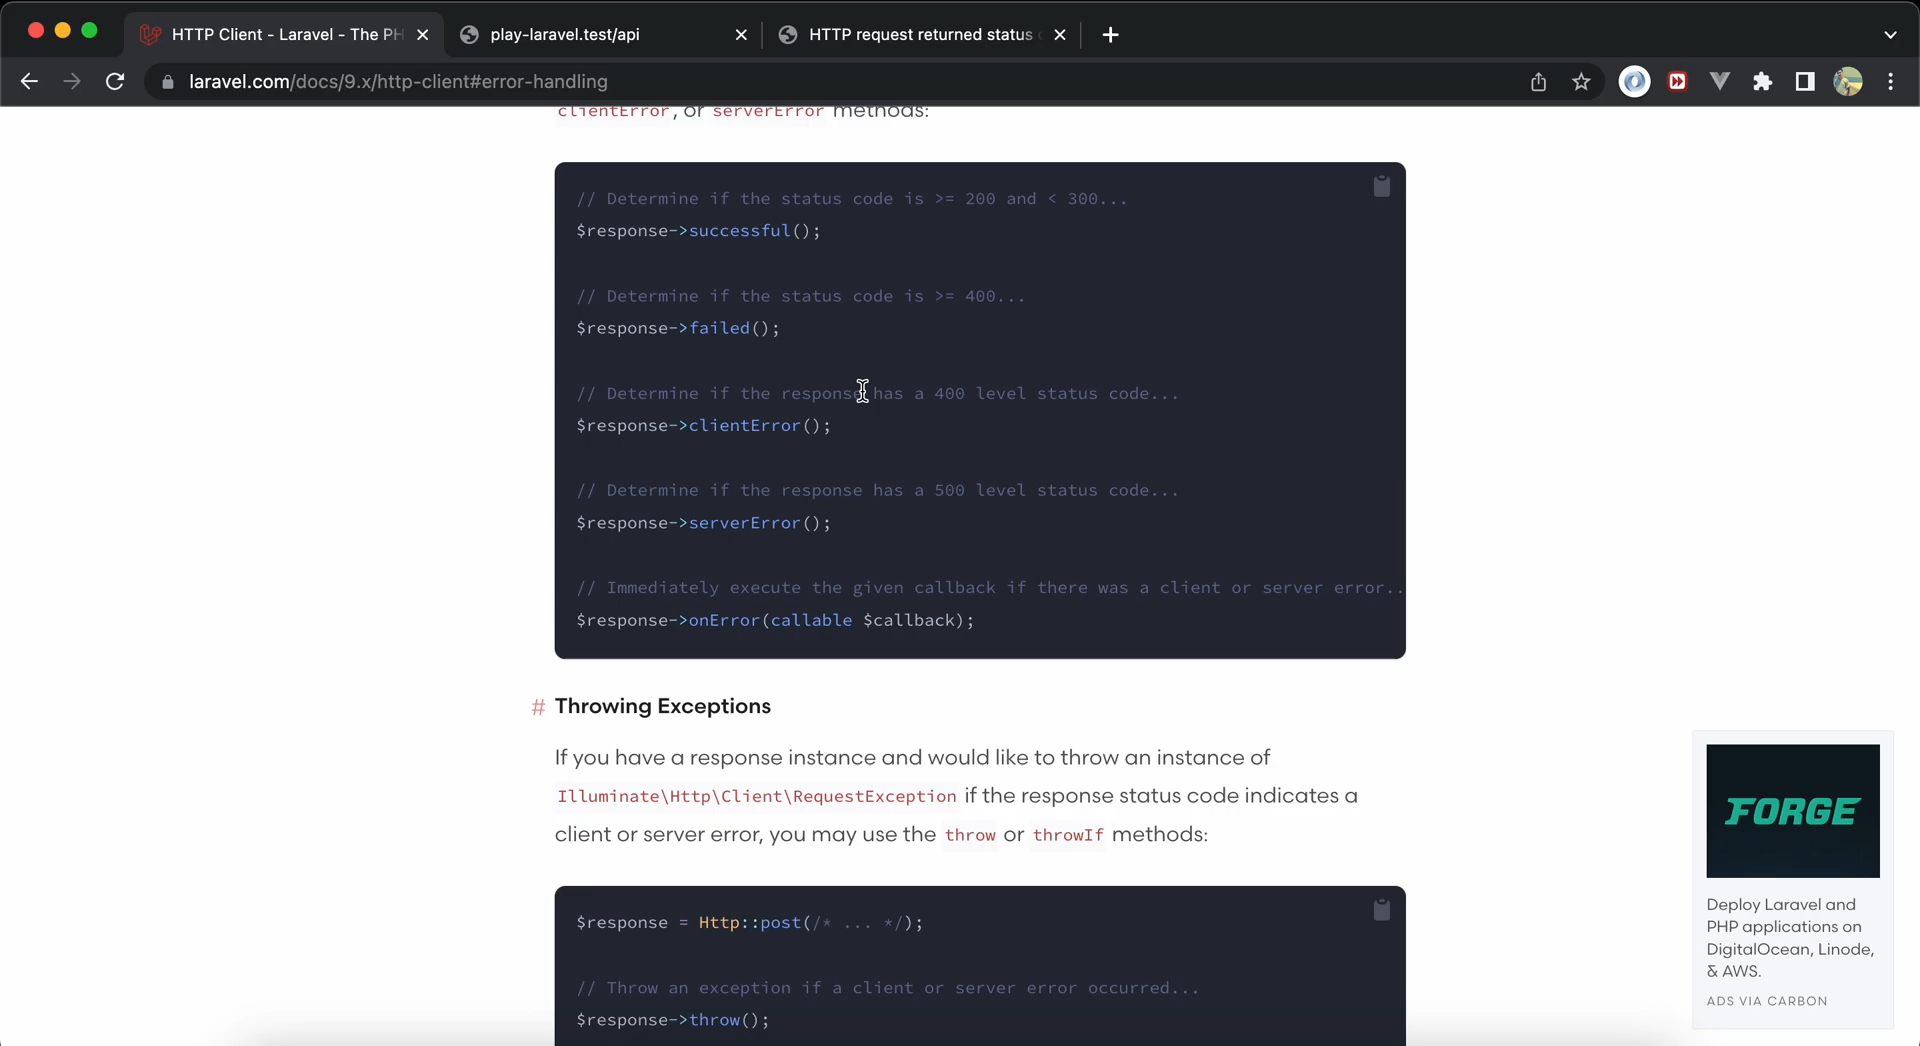 HTTP Client - Laravel - The PH
play-laravel.test/api
HTTP request returned status
laravel.com/docs/9.x/http-client#error-handling
clientError, or serverError methods:
// Determine if the status code is >= 200 and < 300...
$response->successful();
// Determine if the status code is >= 400...
$response->failed();
// Determine if the response has a 400 level status code...
$response->clientError();
// Determine if the response has a 500 level status code...
$response->serverError();
// Immediately execute the given callback if there was a client or server error..
$response->onError(callable $callback);
# Throwing Exceptions
If you have a response instance and would like to throw an instance of
Illuminate\Http\Client\RequestException if the response status code indicates a
client or server error, you may use the throw or throwIf methods:
$response = Http::post(/* ... */);
// Throw an exception if a client or server error occurred...
$response->throw();
FORGE
Deploy Laravel and
PHP applications on
DigitalOcean, Linode,
& AWS.
ADS VIA CARBON